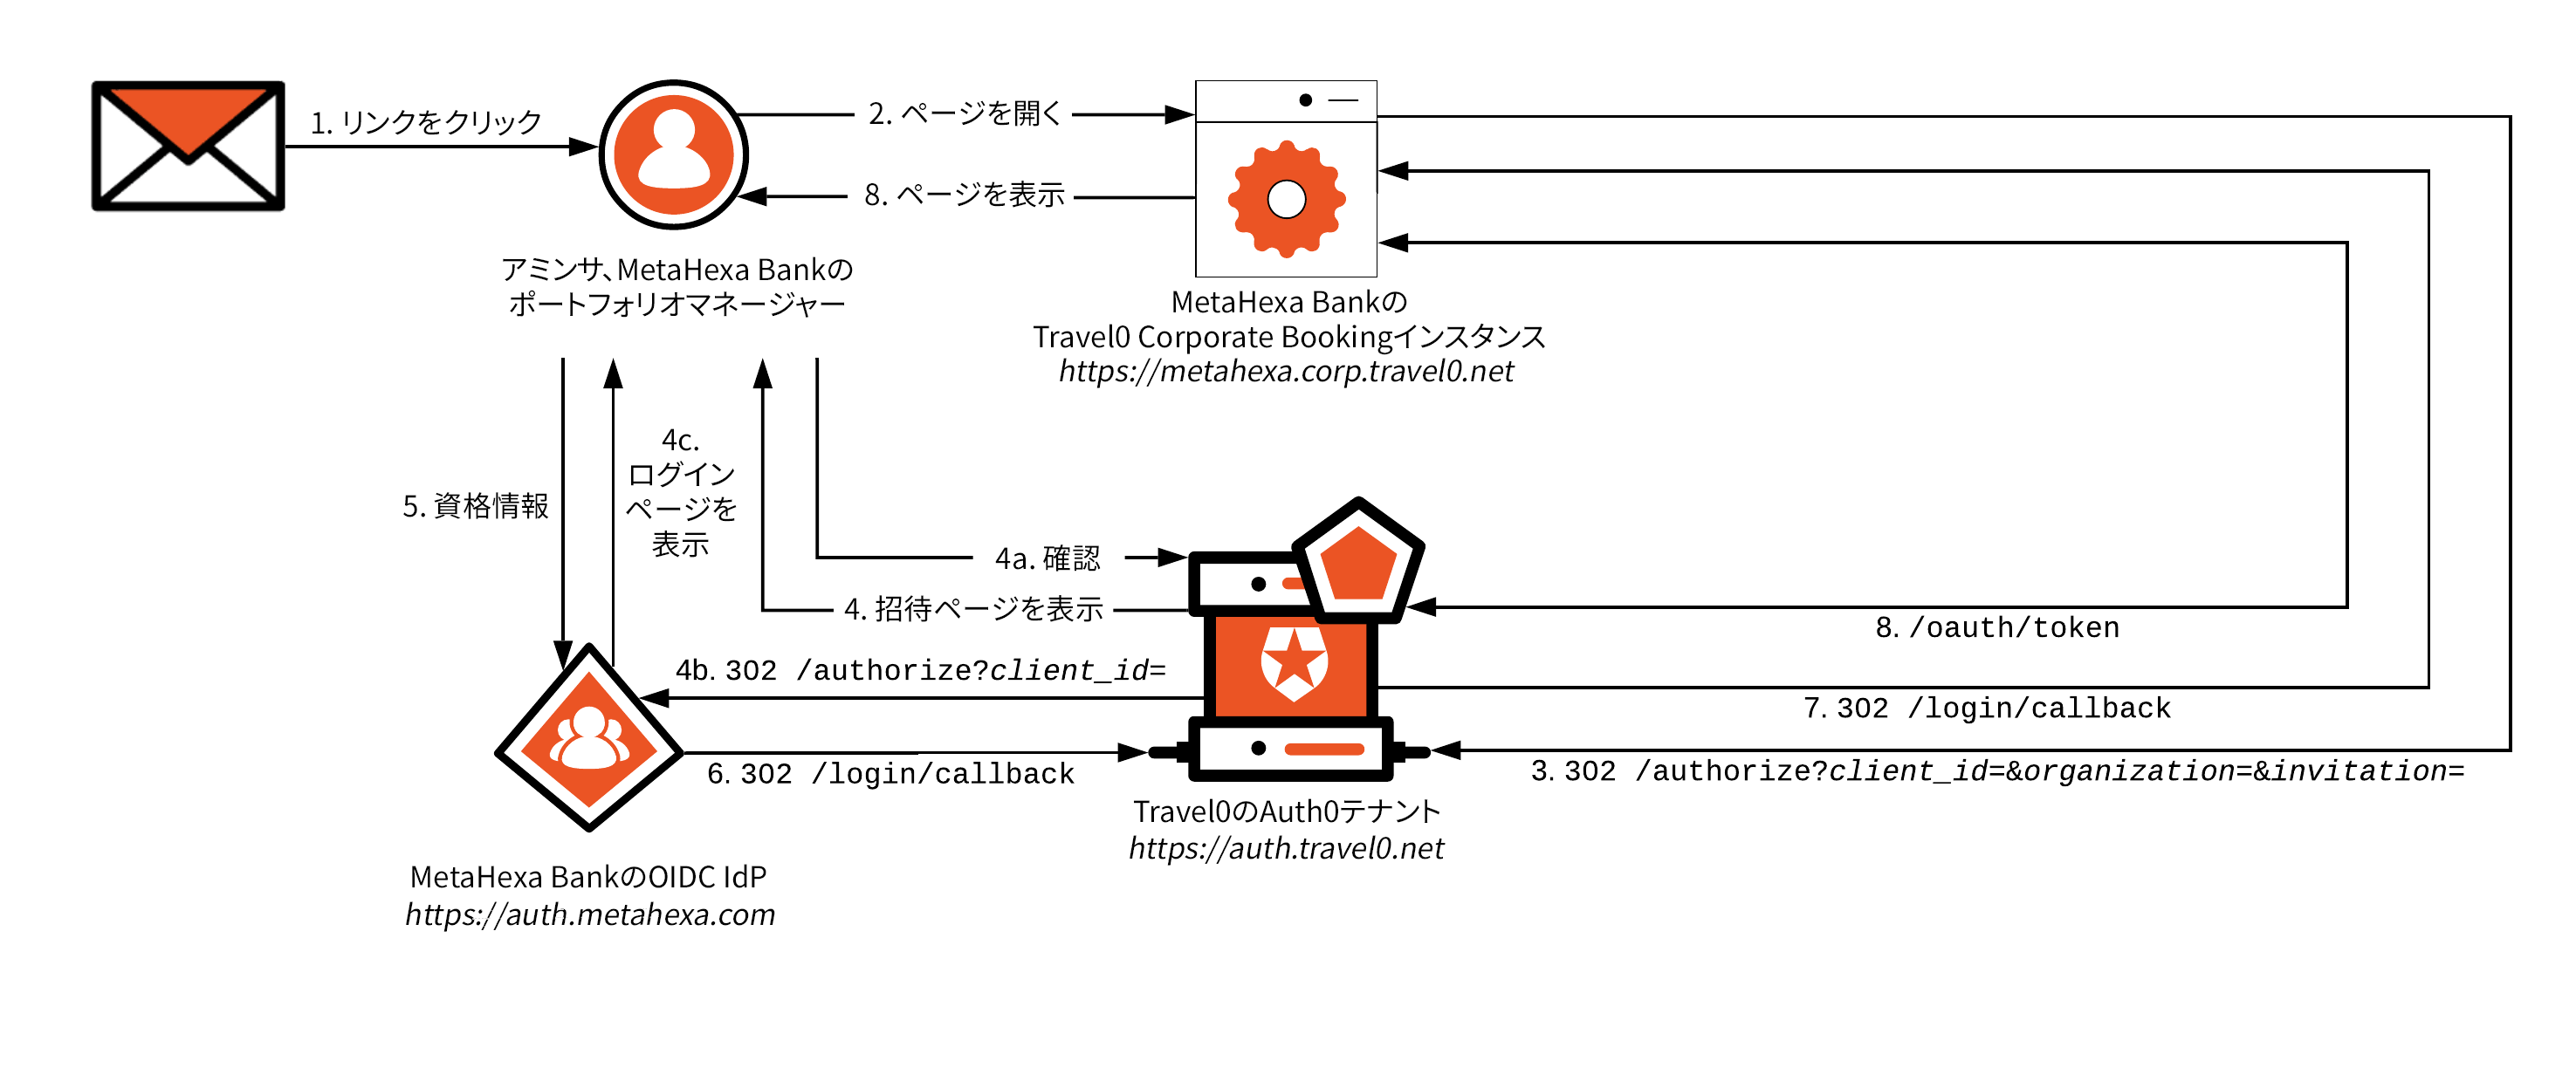 1. リンクをクリック
2. ページを開く
8. ページを表示
アミンサ、MetaHexa Bankの
ポートフォリオマネージャー
MetaHexa Bankの
Travel0 Corporate Bookingインスタンス
https://metahexa.corp.travel0.net
5. 資格情報
4c.
ログイン
ページを
表示
4a. 確認
4. 招待ページを表示
8. /oauth/token
4b. 302 /authorize?client_id=
7. 302 /login/callback
6. 302 /login/callback
3. 302 /authorize?client_id=&organization=&invitation=
Travel0のAuth0テナント
https://auth.travel0.net
MetaHexa BankのOIDC IdP
https://auth.metahexa.com